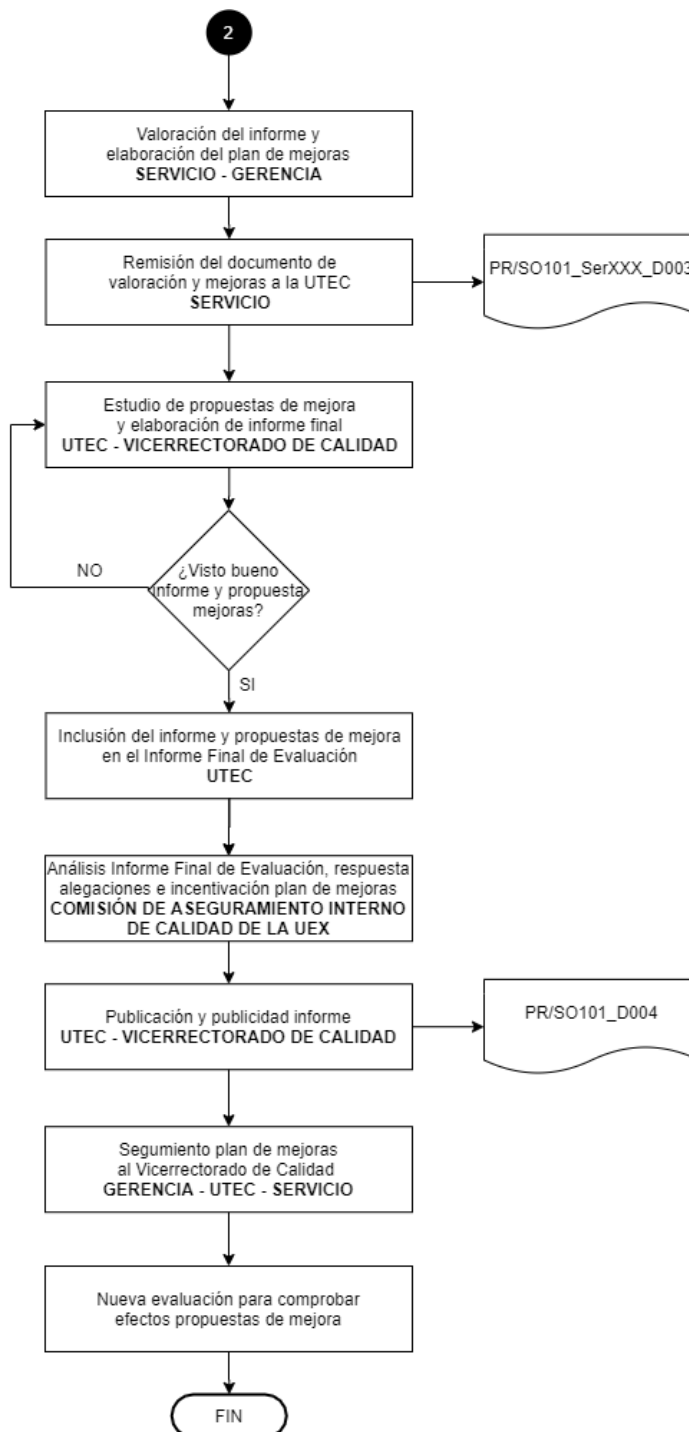 2
Valoración del informe y
elaboración del plan de mejoras
SERVICIO - GERENCIA
Remisión del documento de
valoración y mejoras a la UTEC
SERVICIO
PR/SO101_SerXXX_D003
Estudio de propuestas de mejora
y elaboración de informe final
UTEC - VICERRECTORADO DE CALIDAD
NO
¿Visto bueno
informe y propuesta
mejoras?
SI
Inclusión del informe y propuestas de mejora
en el Informe Final de Evaluación
UTEC
Análisis Informe Final de Evaluación, respuesta
alegaciones e incentivación plan de mejoras
COMISIÓN DE ASEGURAMIENTO INTERNO
DE CALIDAD DE LA UEX
Publicación y publicidad informe
UTEC - VICERRECTORADO DE CALIDAD
PR/SO101_D004
Segumiento plan de mejoras
al Vicerrectorado de Calidad
GERENCIA - UTEC - SERVICIO
Nueva evaluación para comprobar
efectos propuestas de mejora
FIN